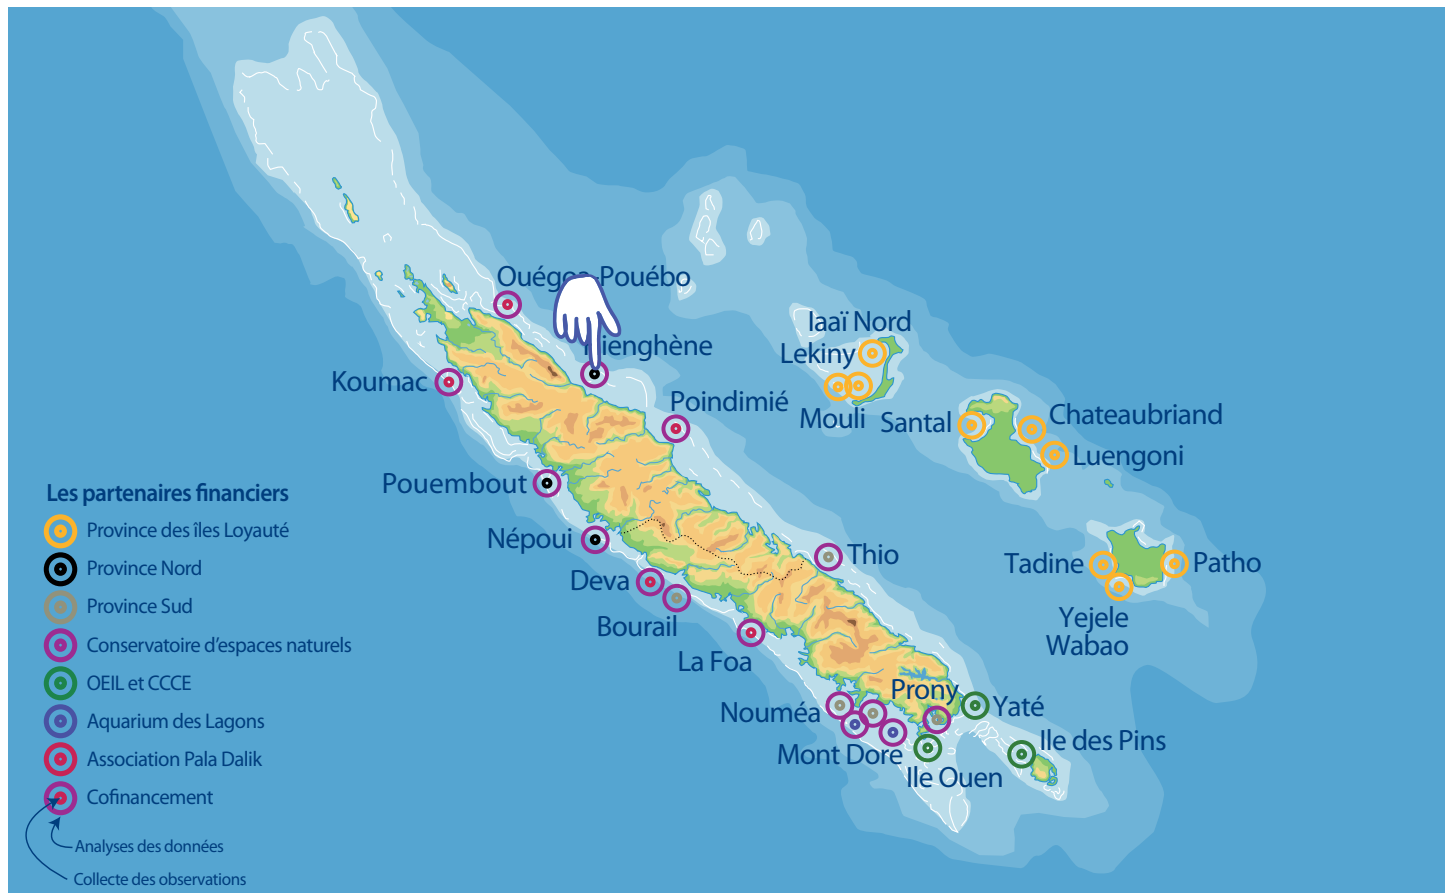 Ouégoa-Pouébo
Hienghène
Koumac
Poindimié
Pouembout
Népoui
Deva
Bourail
La Foa
Thio
Nouméa
Mont Dore
Prony
Yaté
Ile Ouen
Ile des Pins
Iaaï Nord
Lekiny
Mouli
Santal
Chateaubriand
Luengoni
Tadine
Patho
Yejele
Wabao
Les partenaires financiers
Province des îles Loyauté
Province Nord
Province Sud
Conservatoire d'espaces naturels
OEIL et CCCE
Aquarium des Lagons
Association Pala Dalik
Cofinancement
Analyses des données
Collecte des observations